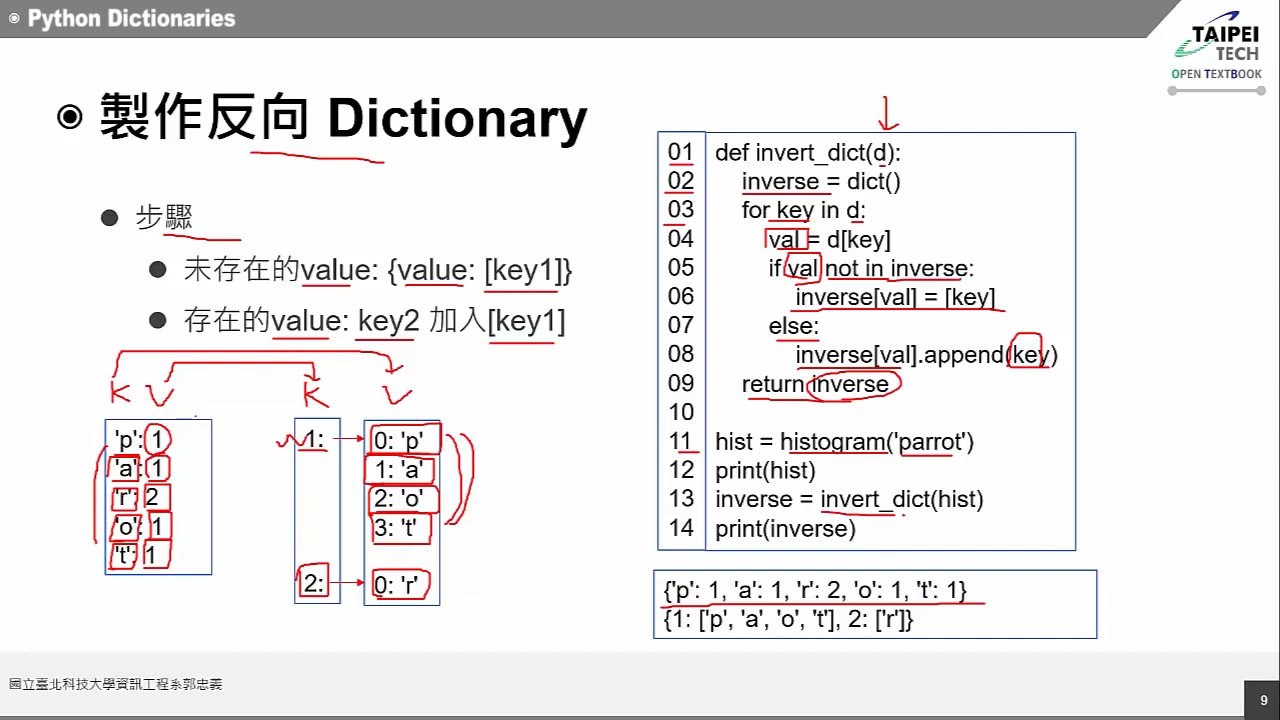 Python Dictionaries
TAIPEI
TECH
OPEN TEXTBOOK
製作反向 Dictionary
步驟
未存在的value: {value: [key1]}
存在的value: key2 加入[key1]
K V K V
'p': 1
'a': 1
'r': 2
'o': 1
't': 1
1:
2:
0: 'p'
1: 'a'
2: 'o'
3: 't'
0: 'r'
01 def invert_dict(d):
02 inverse = dict()
03 for key in d:
04 val = d[key]
05 if val not in inverse:
06 inverse[val] = [key]
07 else:
08 inverse[val].append(key)
09 return inverse
10
11 hist = histogram('parrot')
12 print(hist)
13 inverse = invert_dict(hist)
14 print(inverse)
{'p': 1, 'a': 1, 'r': 2, 'o': 1, 't': 1}
{1: ['p', 'a', 'o', 't'], 2: ['r']}
國立臺北科技大學資訊工程系郭忠義
9